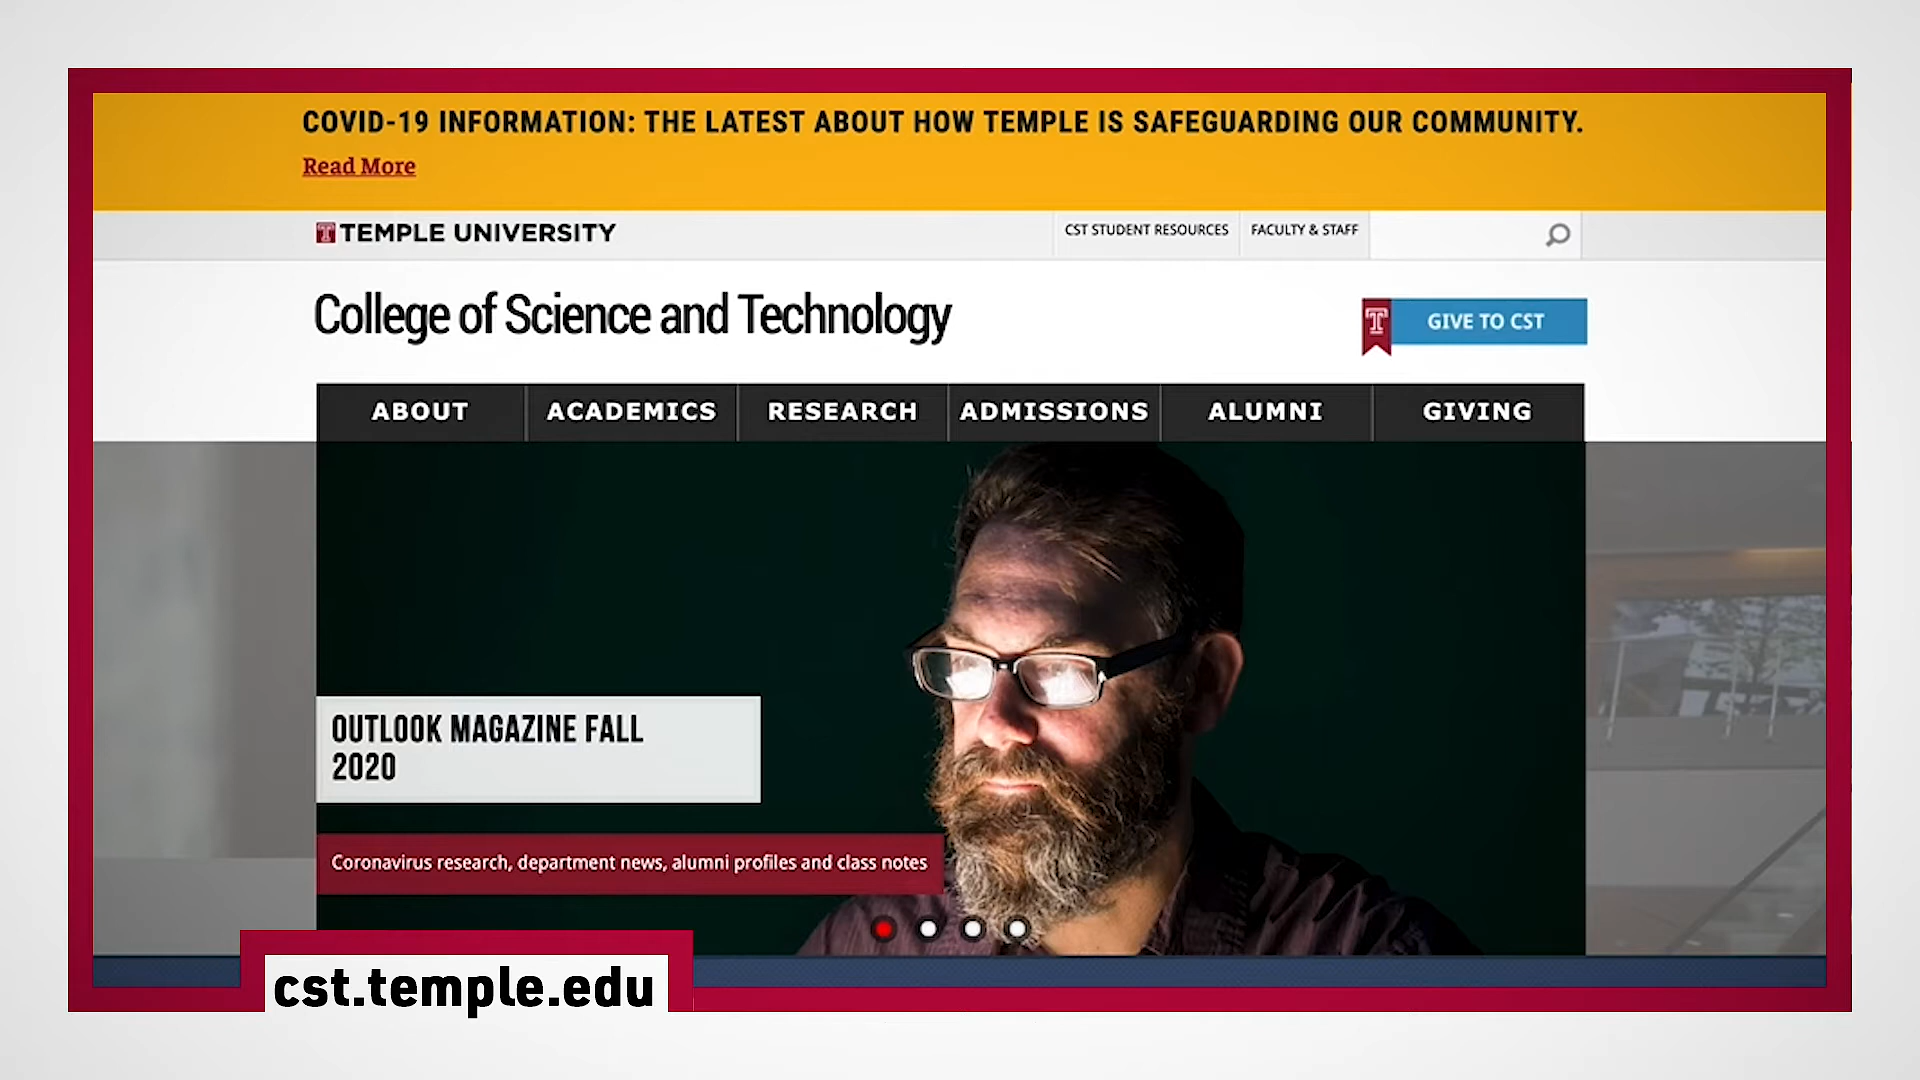 COVID-19 INFORMATION: THE LATEST ABOUT HOW TEMPLE IS SAFEGUARDING OUR COMMUNITY.
Read More
T TEMPLE UNIVERSITY
CST STUDENT RESOURCES
FACULTY & STAFF
College of Science and Technology
T GIVE TO CST
ABOUT
ACADEMICS
RESEARCH
ADMISSIONS
ALUMNI
GIVING
OUTLOOK MAGAZINE FALL
2020
Coronavirus research, department news, alumni profiles and class notes
cst.temple.edu